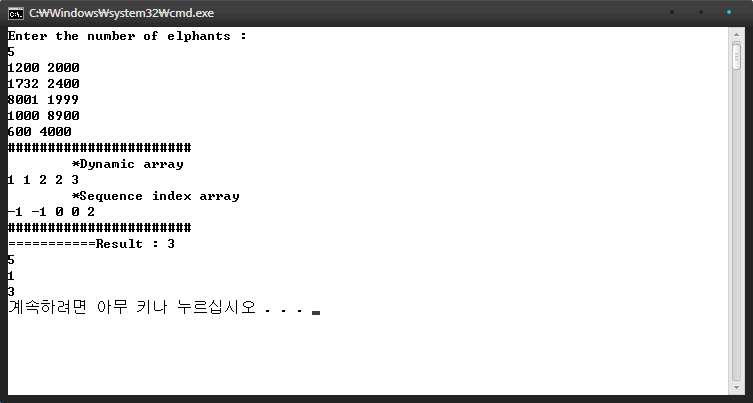 C:₩Windows₩system32₩cmd.exe
Enter the number of elphants :
5
1200 2000
1732 2400
8001 1999
1000 8900
600 4000
#######################
*Dynamic array
1 1 2 2 3
*Sequence index array
-1 -1 0 0 2
#######################
===========Result : 3
5
1
3
계속하려면 아무 키나 누르십시오 . . .